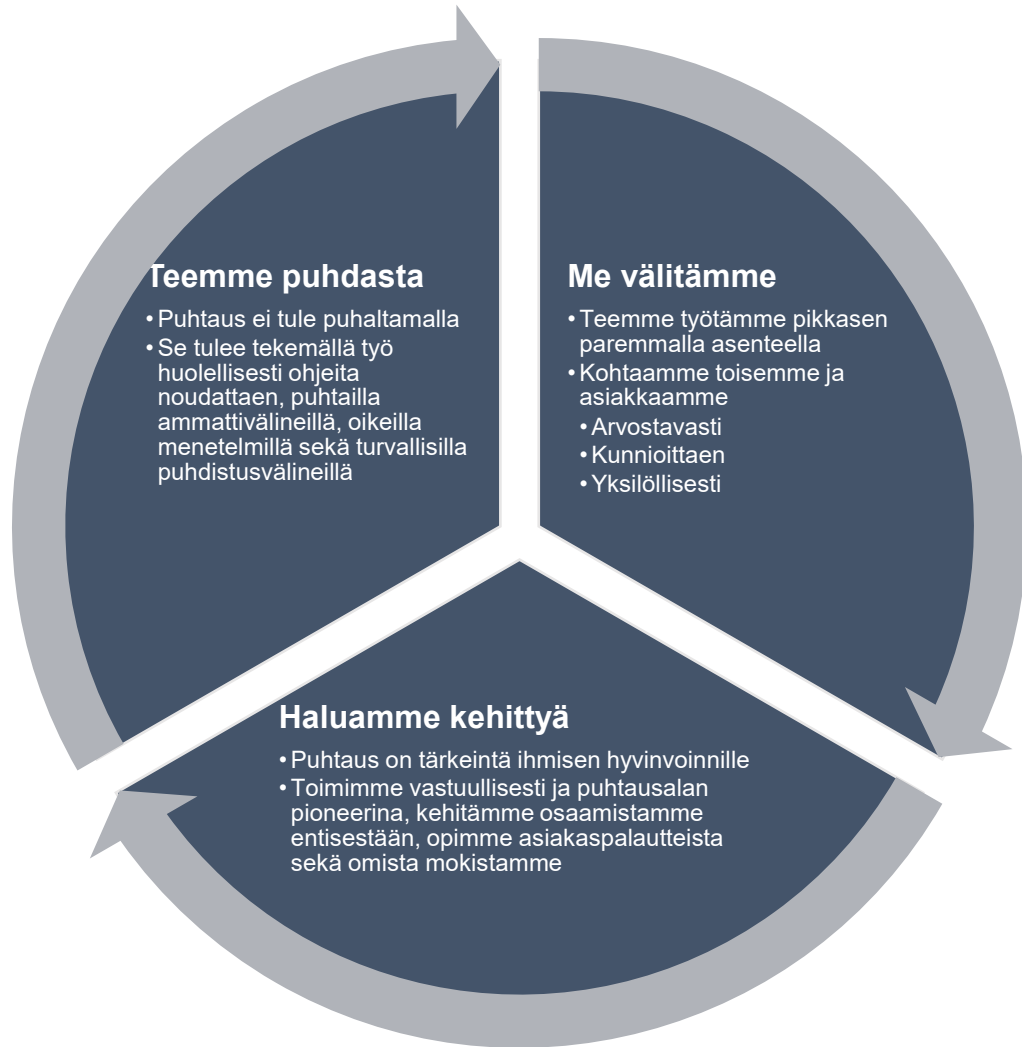 Teemme puhdasta
• Puhtaus ei tule puhaltamalla
• Se tulee tekemällä työ
huolellisesti ohjeita
noudattaen, puhtailla
ammattivälineillä, oikeilla
menetelmillä sekä turvallisilla
puhdistusvälineillä
Me välitämme
• Teemme työtämme pikkasen
paremmalla asenteella
• Kohtaamme toisemme ja
asiakkaamme
• Arvostavasti
• Kunnioittaen
• Yksilöllisesti
Haluamme kehittyä
• Puhtaus on tärkeintä ihmisen hyvinvoinnille
• Toimimme vastuullisesti ja puhtausalan
pioneerina, kehitämme osaamistamme
entisestään, opimme asiakaspalautteista
sekä omista mokistamme